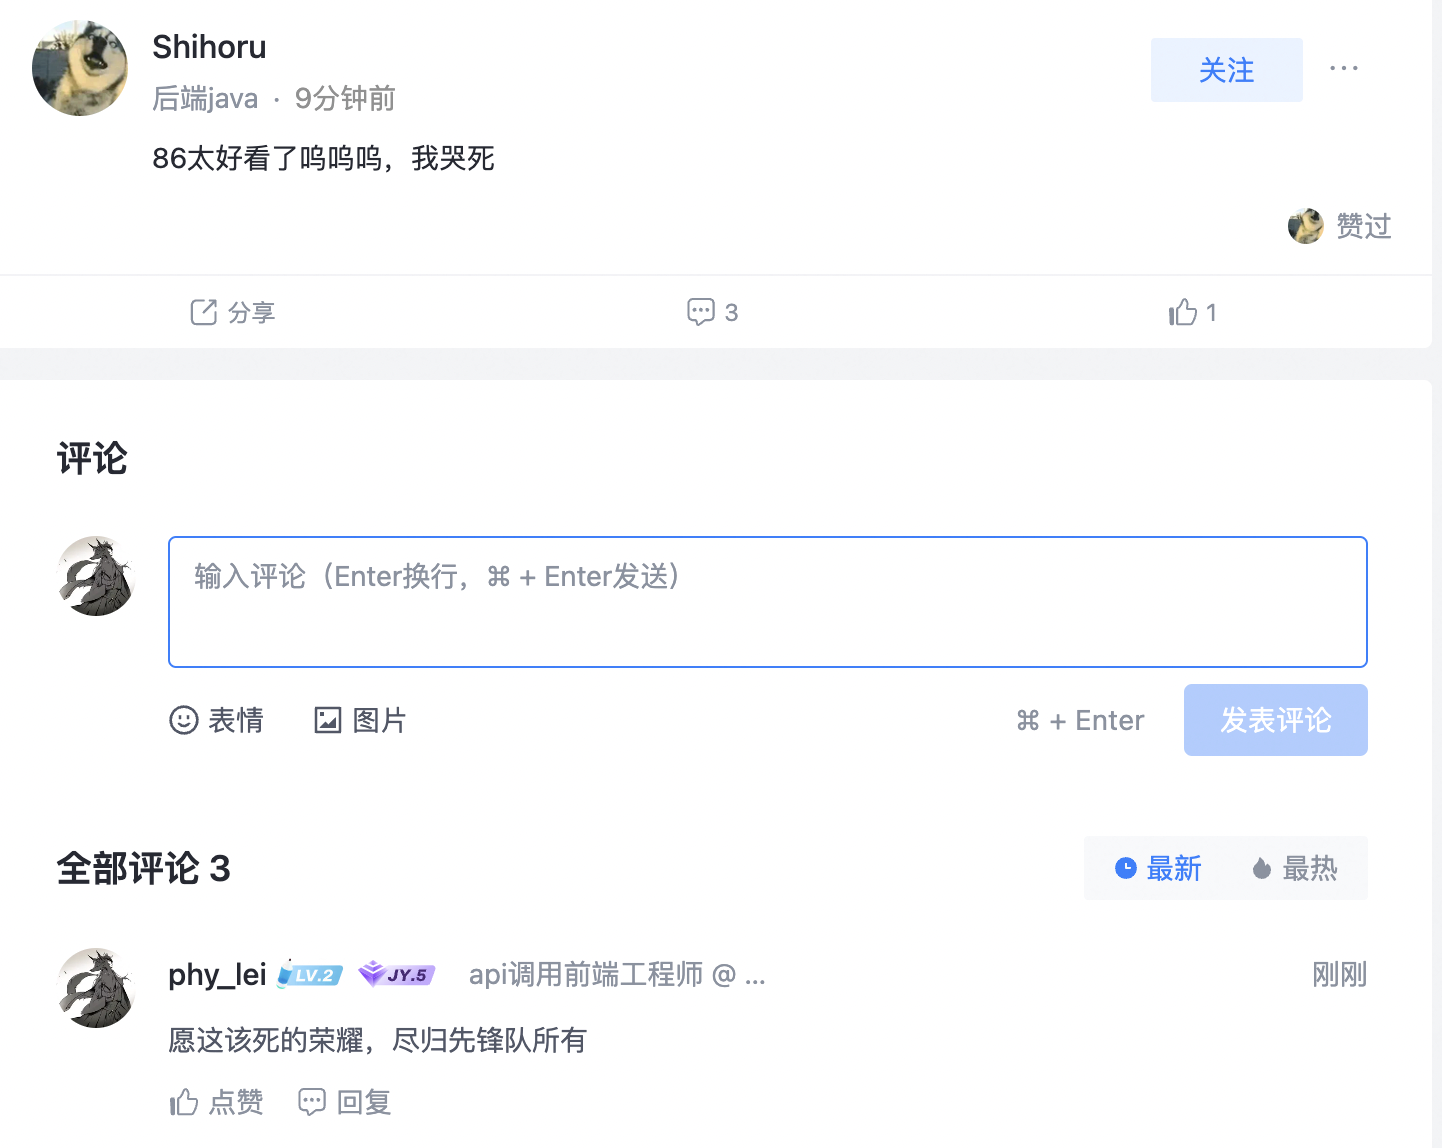 Shihoru
关注
后端java · 9分钟前
86太好看了呜呜呜，我哭死
赞过
分享
3
1
评论
输入评论（Enter换行，⌘ + Enter发送）
表情 图片 ⌘ + Enter 发表评论
全部评论 3 最新 最热
phy_lei LV.2 JY.5 api调用前端工程师 @ ... 刚刚
愿这该死的荣耀，尽归先锋队所有
点赞 回复